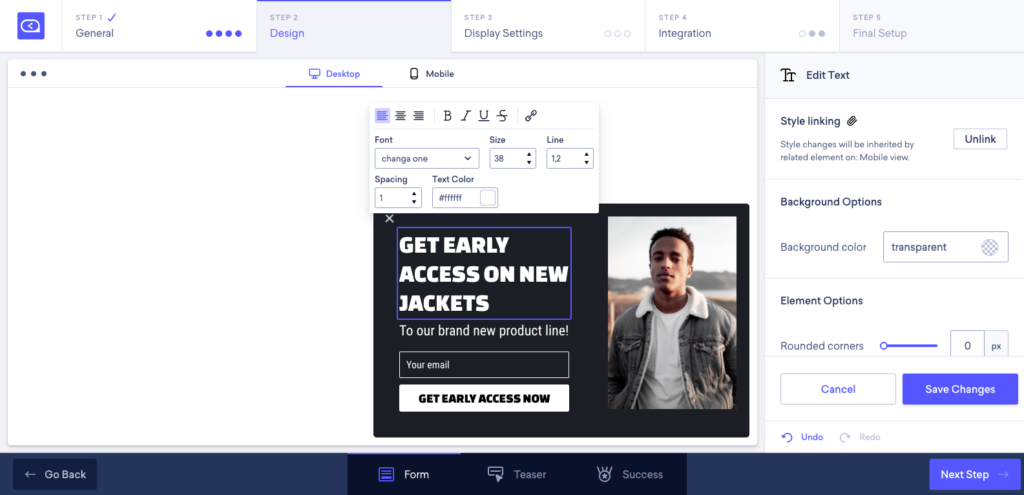 STEP 1
General
STEP 2
Design
STEP 3
Display Settings
STEP 4
Integration
STEP 5
Final Setup
Desktop
Mobile
B I U S
Font
Size
Line
changa one
38
1,2
Spacing
Text Color
1
#ffffff
GET EARLY
ACCESS ON NEW
JACKETS
To our brand new product line!
Your email
GET EARLY ACCESS NOW
TT Edit Text
Style linking
Style changes will be inherited by
related element on: Mobile view.
Unlink
Background Options
Background color
transparent
Element Options
Rounded corners
0
px
Cancel
Save Changes
Undo
Redo
Go Back
Form
Teaser
Success
Next Step